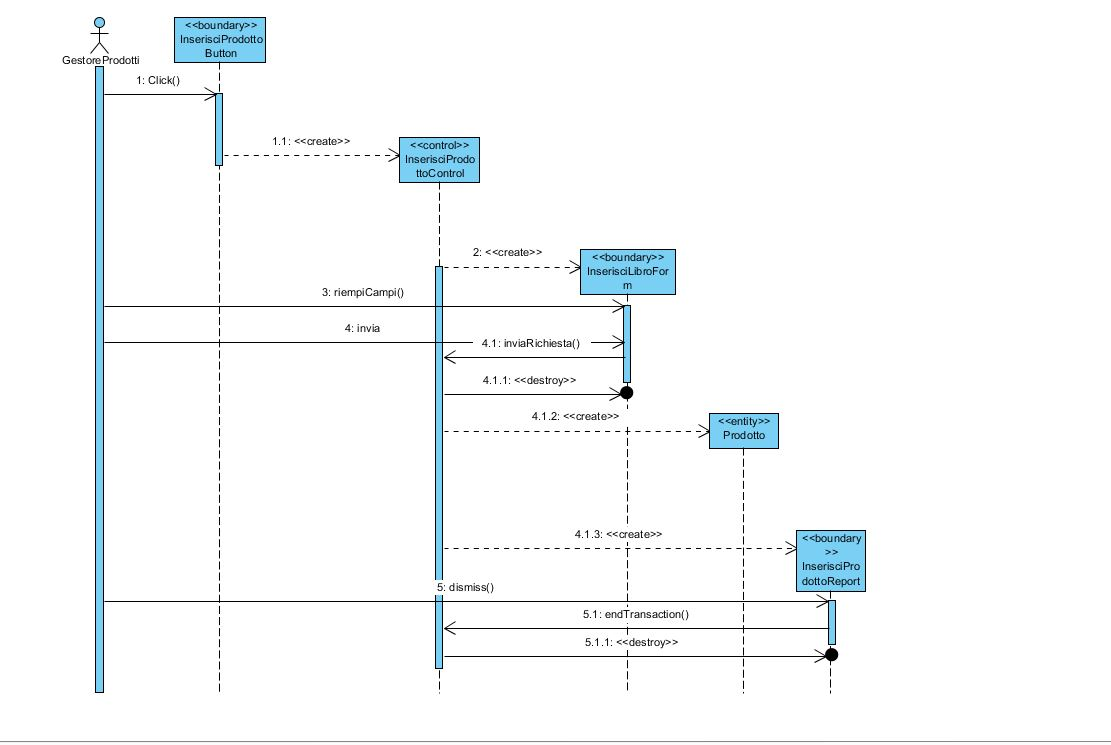 <<boundary>>
InserisciProdotto
Button
GestoreProdotti
1: Click()
1.1: <<create>>
<<control>>
InserisciProdo
ttoControl
2: <<create>>
<<boundary>>
InserisciLibroFor
m
3: riempiCampi()
4: invia
4.1: inviaRichiesta()
4.1.1: <<destroy>>
4.1.2: <<create>>
<<entity>>
Prodotto
4.1.3: <<create>>
<<boundary
>>
InserisciPro
dottoReport
5: dismiss()
5.1: endTransaction()
5.1.1: <<destroy>>